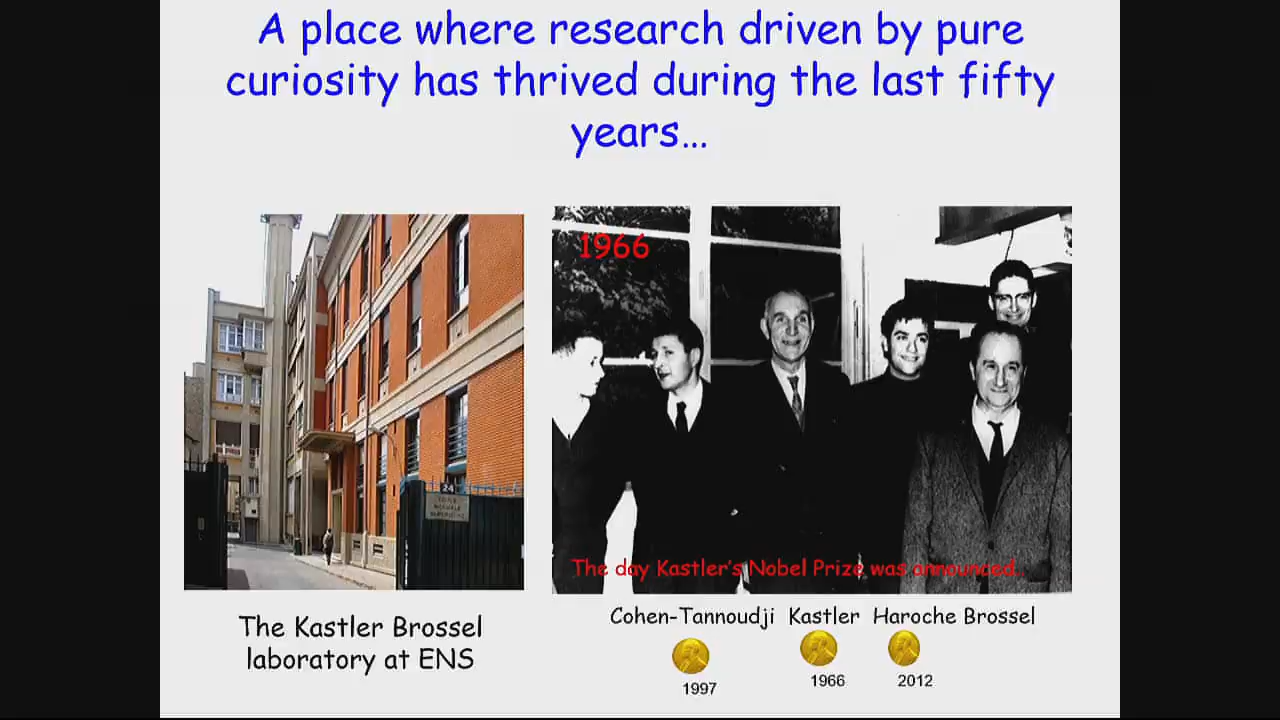 A place where research driven by pure
curiosity has thrived during the last fifty
years...
1966
24
The day Kastler's Nobel Prize was announced..
Cohen-Tannoudji Kastler Haroche Brossel
The Kastler Brossel
laboratory at ENS
1997
1966
2012